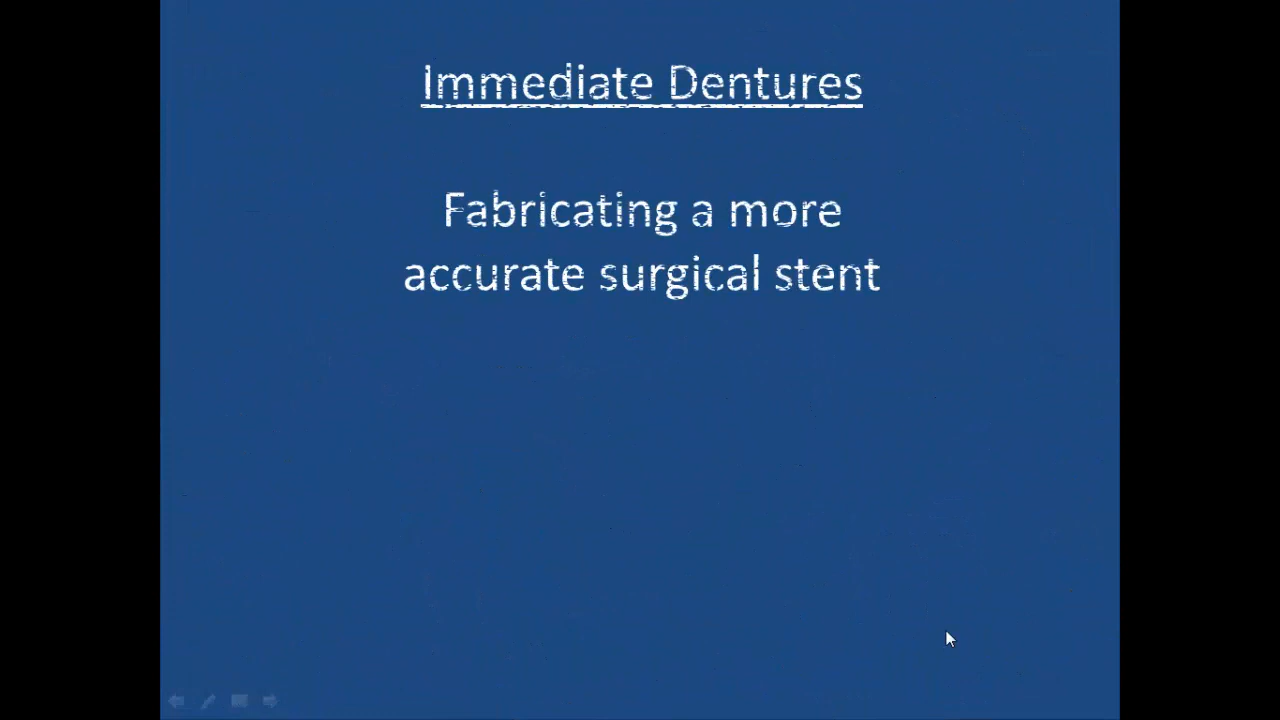 Immediate Dentures
Fabricating a more
accurate surgical stent